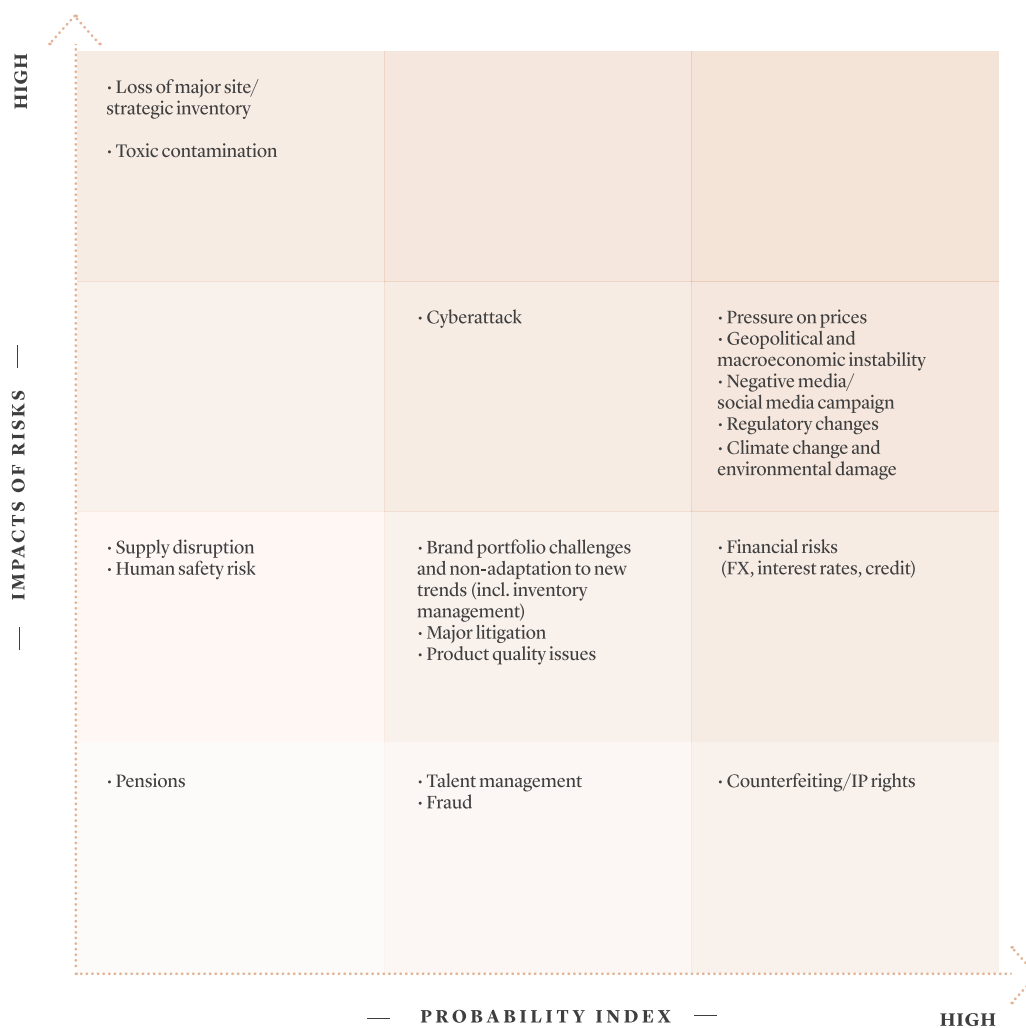 HIGH
· Loss of major site/
strategic inventory
· Toxic contamination
· Cyberattack
· Pressure on prices
· Geopolitical and
macroeconomic instability
· Negative media/
social media campaign
· Regulatory changes
· Climate change and
environmental damage
IMPACTS OF RISKS
· Supply disruption
· Human safety risk
· Brand portfolio challenges
and non-adaptation to new
trends (incl. inventory
management)
· Major litigation
· Product quality issues
· Financial risks
(FX, interest rates, credit)
· Pensions
· Talent management
· Fraud
· Counterfeiting/IP rights
PROBABILITY INDEX
HIGH